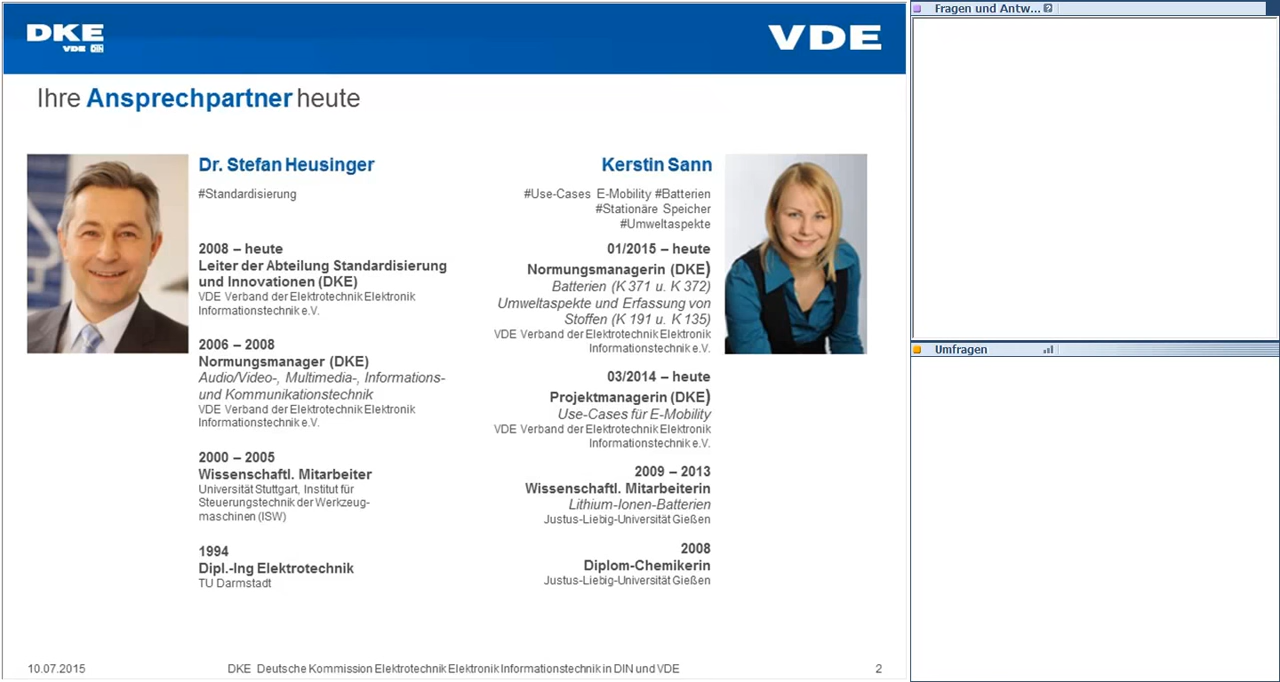 DKE
VDE DIN
VDE
Ihre Ansprechpartner heute
Dr. Stefan Heusinger
#Standardisierung
2008 – heute
Leiter der Abteilung Standardisierung
und Innovationen (DKE)
VDE Verband der Elektrotechnik Elektronik
Informationstechnik e.V.
2006 – 2008
Normungsmanager (DKE)
Audio/Video-, Multimedia-, Informations-
und Kommunikationstechnik
VDE Verband der Elektrotechnik Elektronik
Informationstechnik e.V.
2000 – 2005
Wissenschaftl. Mitarbeiter
Universität Stuttgart, Institut für
Steuerungstechnik der Werkzeug-
maschinen (ISW)
1994
Dipl.-Ing Elektrotechnik
TU Darmstadt
Kerstin Sann
#Use-Cases E-Mobility #Batterien
#Stationäre Speicher
#Umweltaspekte
01/2015 – heute
Normungsmanagerin (DKE)
Batterien (K 371 u. K 372)
Umweltaspekte und Erfassung von
Stoffen (K 191 u. K 135)
VDE Verband der Elektrotechnik Elektronik
Informationstechnik e.V.
03/2014 – heute
Projektmanagerin (DKE)
Use-Cases für E-Mobility
VDE Verband der Elektrotechnik Elektronik
Informationstechnik e.V.
2009 – 2013
Wissenschaftl. Mitarbeiterin
Lithium-Ionen-Batterien
Justus-Liebig-Universität Gießen
2008
Diplom-Chemikerin
Justus-Liebig-Universität Gießen
10.07.2015
DKE Deutsche Kommission Elektrotechnik Elektronik Informationstechnik in DIN und VDE
2
Fragen und Antw... ?
Umfragen